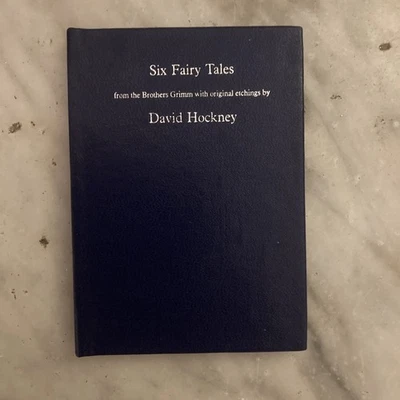 Six Fairy Tales
from the Brothers Grimm with original etchings by
David Hockney